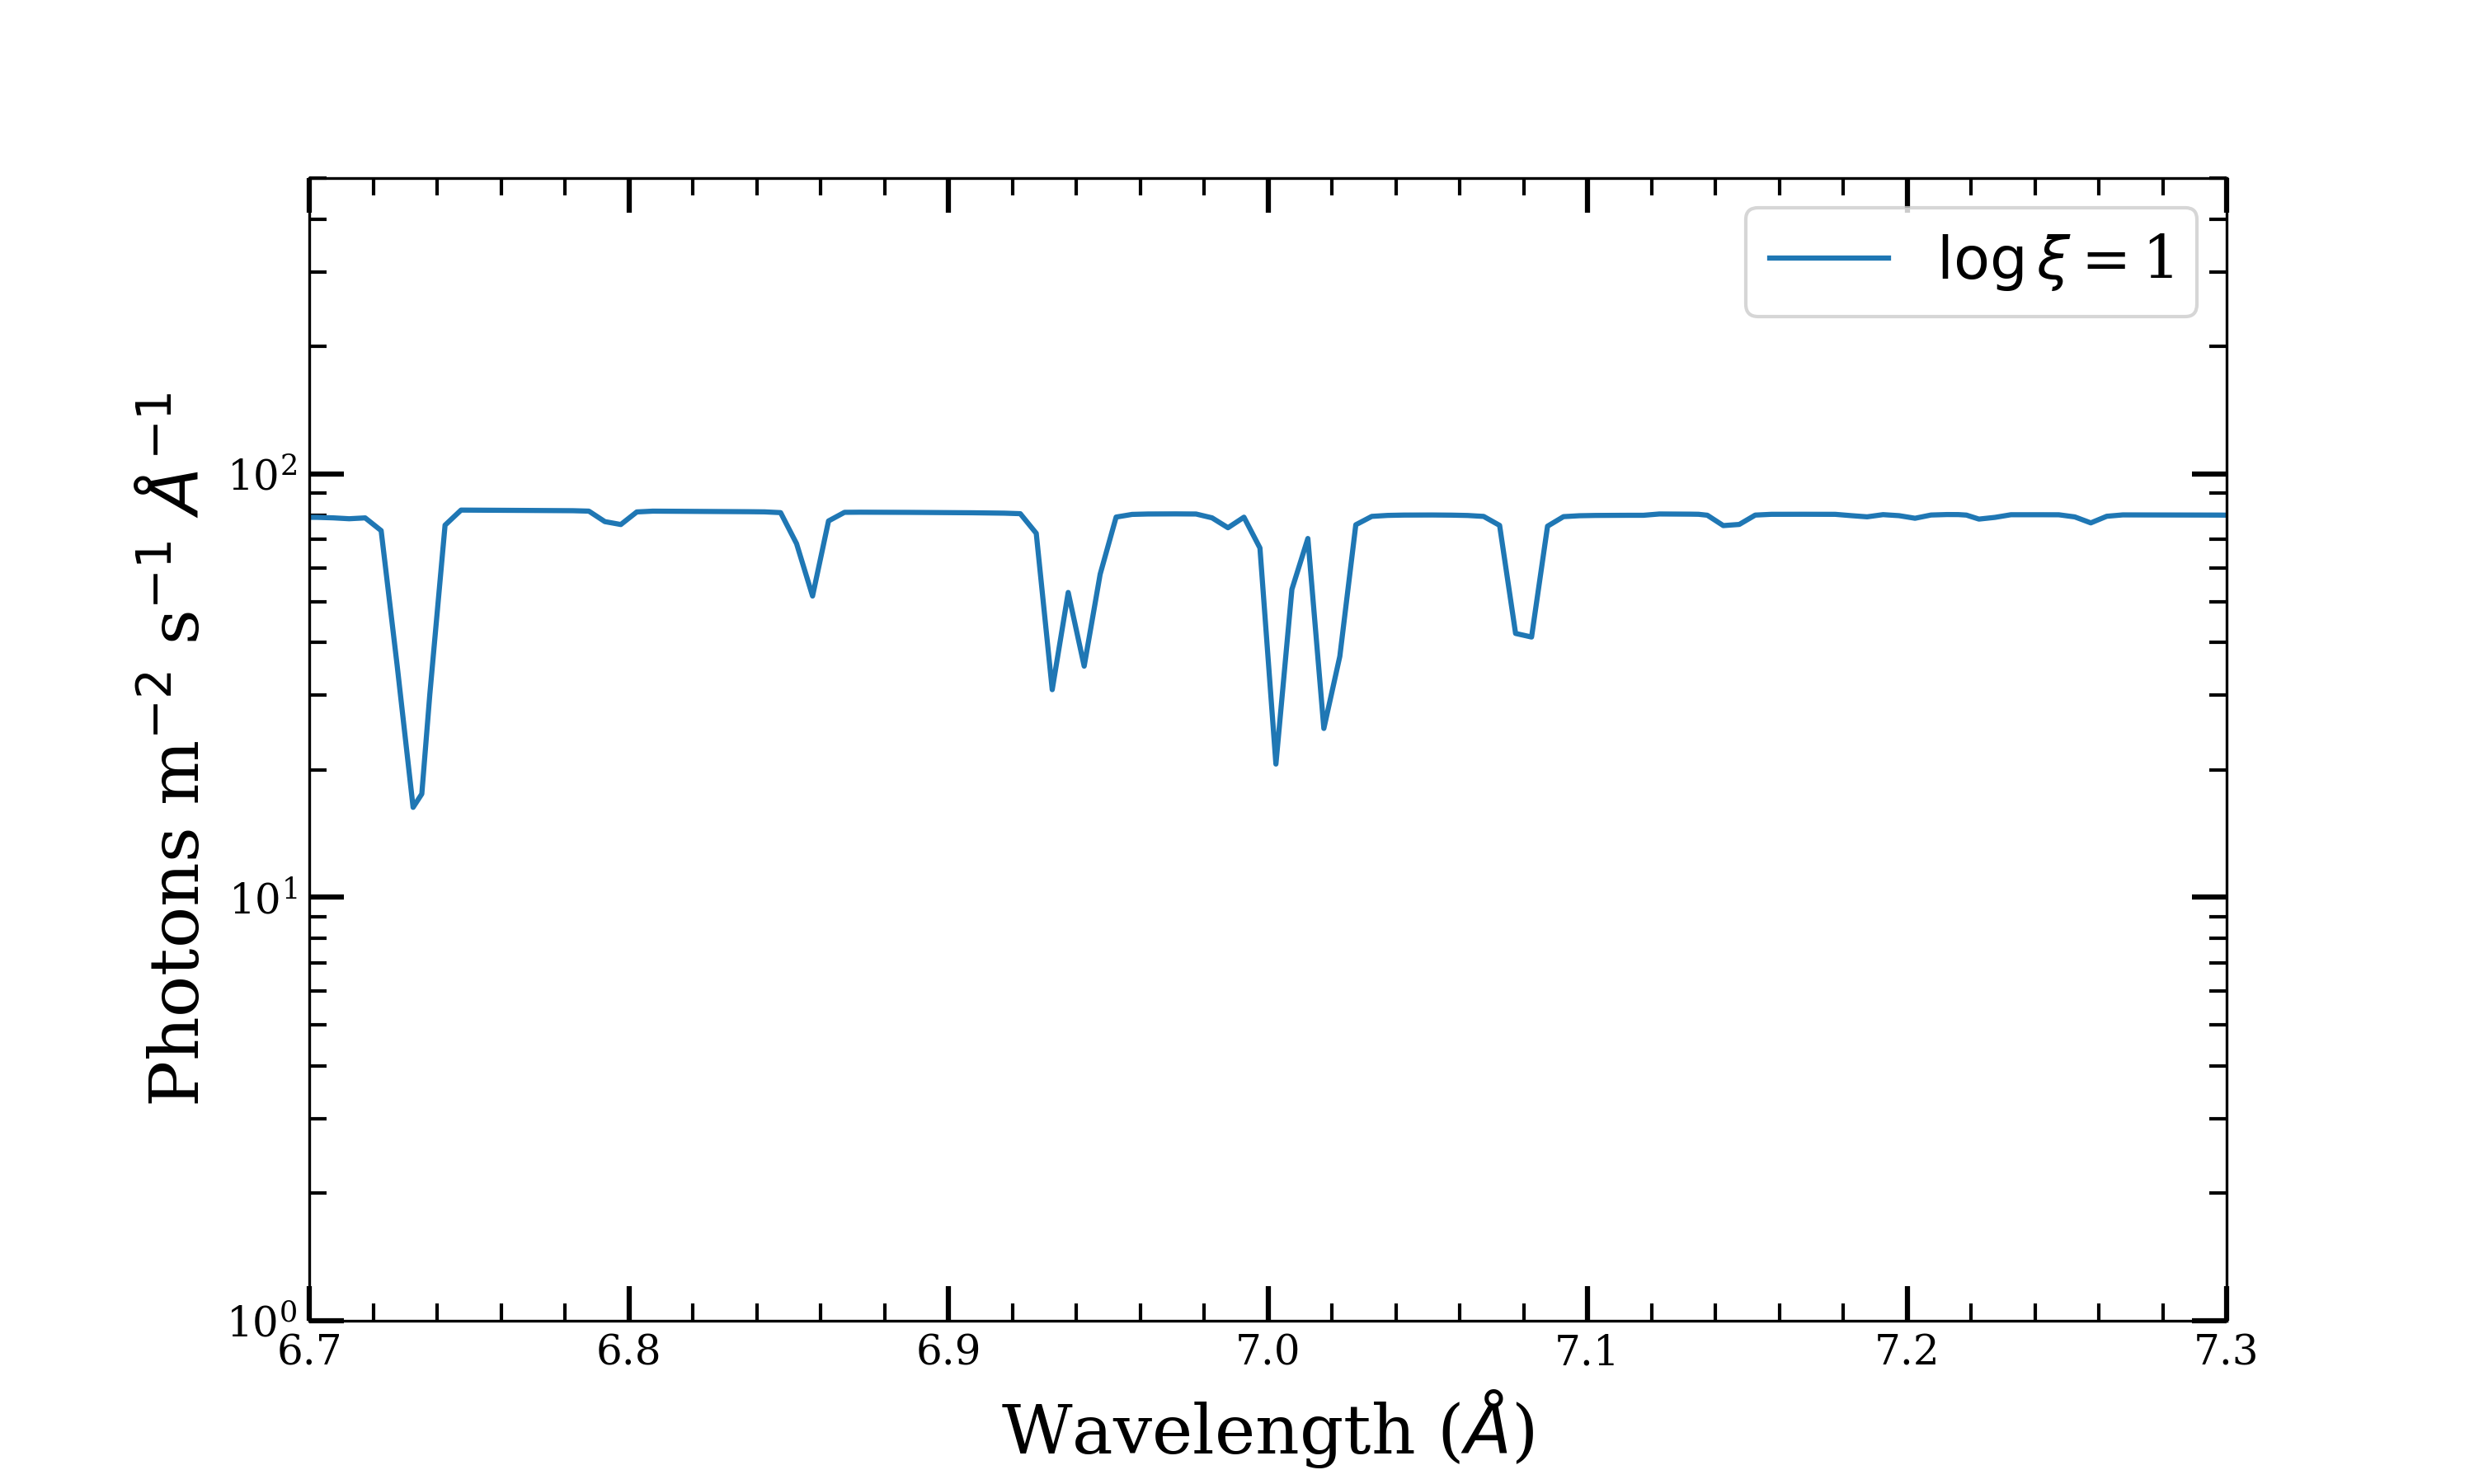 log ξ = 1
Photons m⁻² s⁻¹ Å⁻¹
10²
10¹
10⁰
6.7 6.8 6.9 7.0 7.1 7.2 7.3
Wavelength (Å)